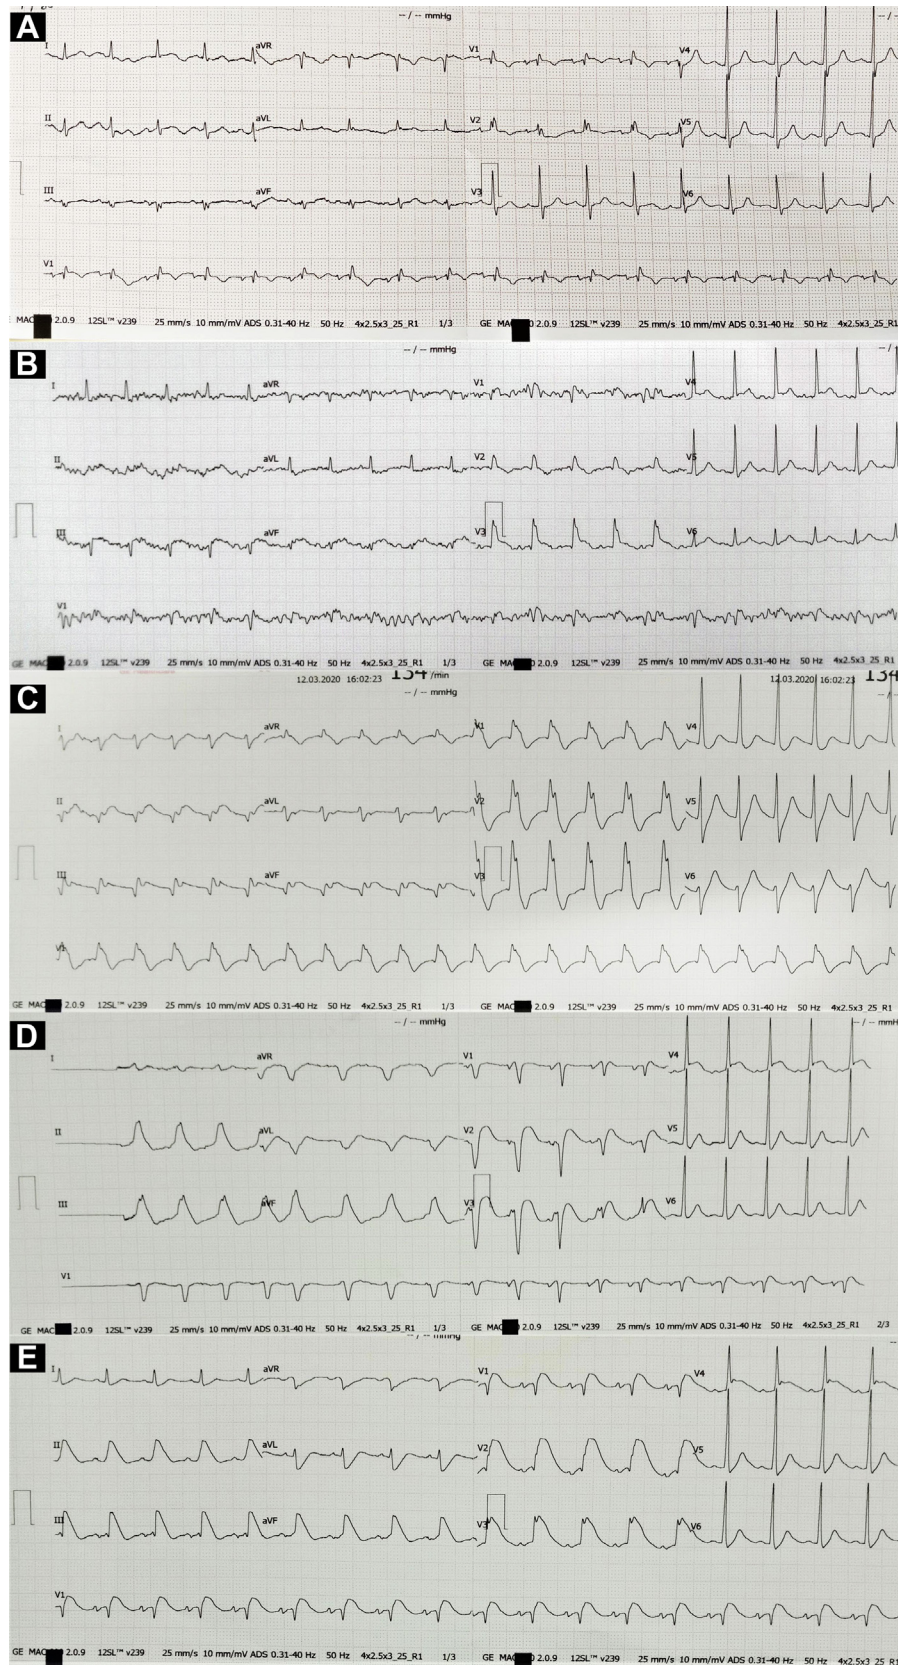 A
-- / -- mmHg
-- /
I
aVR
V1
V4
II
aVL
V2
V5
III
aVF
V3
V6
V1
2.0.9 12SL™ v239 25 mm/s 10 mm/mV ADS 0.31-40 Hz 50 Hz 4x2.5x3_25_R1 1/3 GE 2.0.9 12SL™ v239 25 mm/s 10 mm/mV ADS 0.31-40 Hz 50 Hz 4x2.5x3_25_R1
B
-- / -- mmHg
I
aVR
V1
V4
II
aVL
V2
V5
III
aVF
V3
V6
V1
GE 2.0.9 12SL™ v239 25 mm/s 10 mm/mV ADS 0.31-40 Hz 50 Hz 4x2.5x3_25_R1 1/3 GE 2.0.9 12SL™ v239 25 mm/s 10 mm/mV ADS 0.31-40 Hz 50 Hz 4x2.5x3_25_R1
C
12.03.2020 16:02:23 134 /min 12.03.2020 16:02:23 134
-- / -- mmHg
I
aVR
V1
V4
II
aVL
V2
V5
III
aVF
V3
V6
V1
GE 2.0.9 12SL™ v239 25 mm/s 10 mm/mV ADS 0.31-40 Hz 50 Hz 4x2.5x3_25_R1 1/3 GE 2.0.9 12SL™ v239 25 mm/s 10 mm/mV ADS 0.31-40 Hz 50 Hz 4x2.5x3_25_R1
D
-- / -- mmHg
-- / -- mmH
I
aVR
V1
V4
II
aVL
V2
V5
III
aVF
V3
V6
V1
GE 2.0.9 12SL™ v239 25 mm/s 10 mm/mV ADS 0.31-40 Hz 50 Hz 4x2.5x3_25_R1 1/3 GE 2.0.9 12SL™ v239 25 mm/s 10 mm/mV ADS 0.31-40 Hz 50 Hz 4x2.5x3_25_R1 2/3
E
-- / -- mmHg
I
aVR
V1
V4
II
aVL
V2
V5
III
aVF
V3
V6
V1
GE 2.0.9 12SL™ v239 25 mm/s 10 mm/mV ADS 0.31-40 Hz 50 Hz 4x2.5x3_25_R1 1/3 GE 2.0.9 12SL™ v239 25 mm/s 10 mm/mV ADS 0.31-40 Hz 50 Hz 4x2.5x3_25_R1